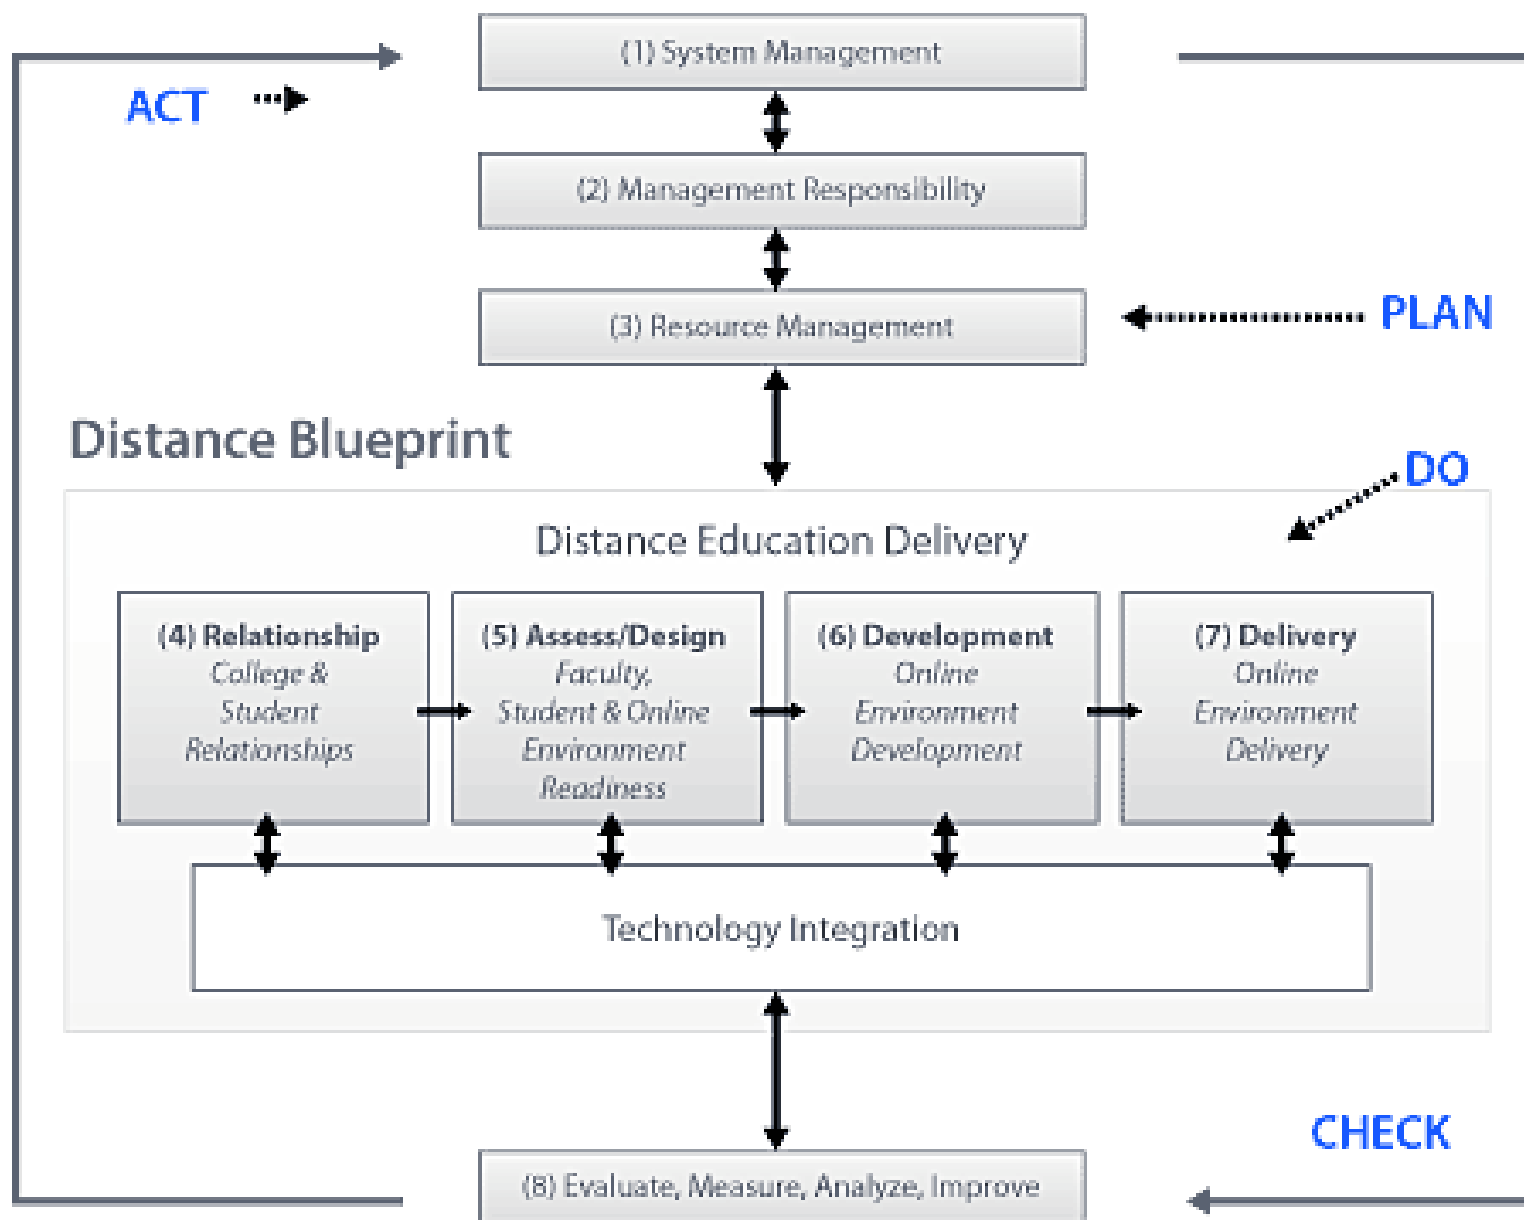 (1) System Management
ACT
(2) Management Responsibility
(3) Resource Management
PLAN
Distance Blueprint
DO
Distance Education Delivery
(4) Relationship
College &
Student
Relationships
(5) Assess/Design
Faculty,
Student & Online
Environment
Readiness
(6) Development
Online
Environment
Development
(7) Delivery
Online
Environment
Delivery
Technology Integration
CHECK
(8) Evaluate, Measure, Analyze, Improve